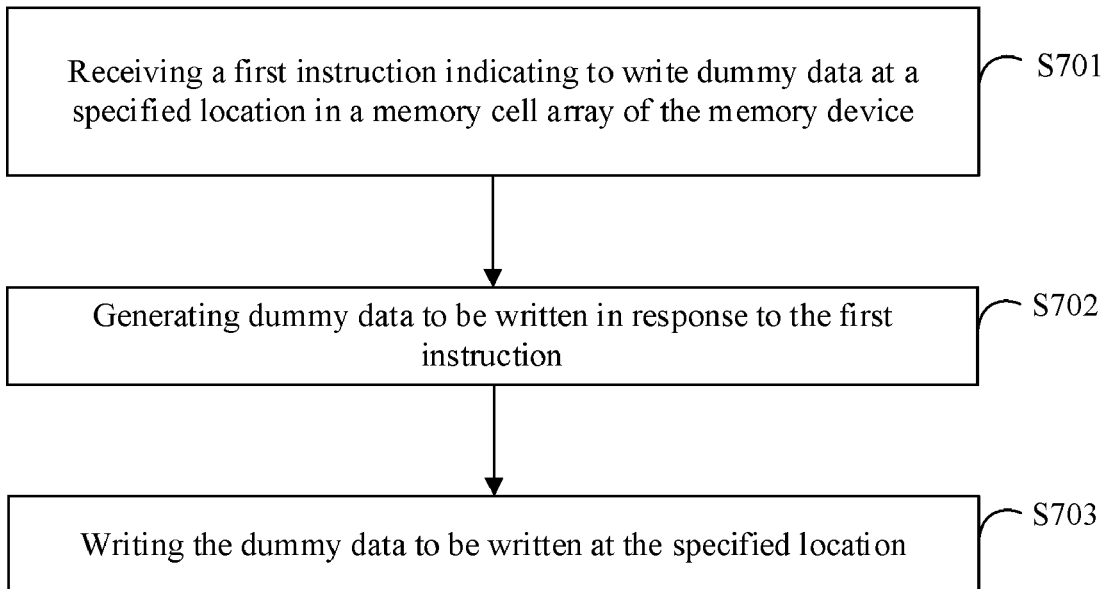 Receiving a first instruction indicating to write dummy data at a
specified location in a memory cell array of the memory device
S701
Generating dummy data to be written in response to the first
instruction
S702
Writing the dummy data to be written at the specified location
S703